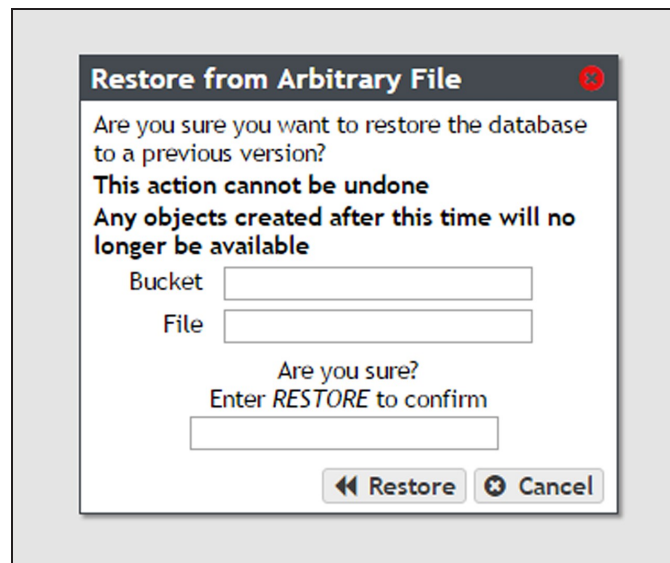 Restore from Arbitrary File
Are you sure you want to restore the database
to a previous version?
This action cannot be undone
Any objects created after this time will no
longer be available
Bucket
File
Are you sure?
Enter RESTORE to confirm
Restore Cancel